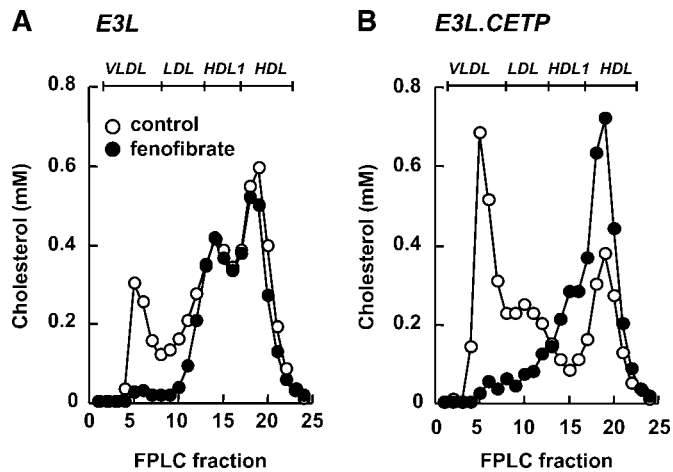 A E3L
VLDL LDL HDL1 HDL
0.8
0.6
0.4
0.2
0
control
fenofibrate
Cholesterol (mM)
0 5 10 15 20 25
FPLC fraction
B E3L.CETP
VLDL LDL HDL1 HDL
0.8
0.6
0.4
0.2
0
Cholesterol (mM)
0 5 10 15 20 25
FPLC fraction